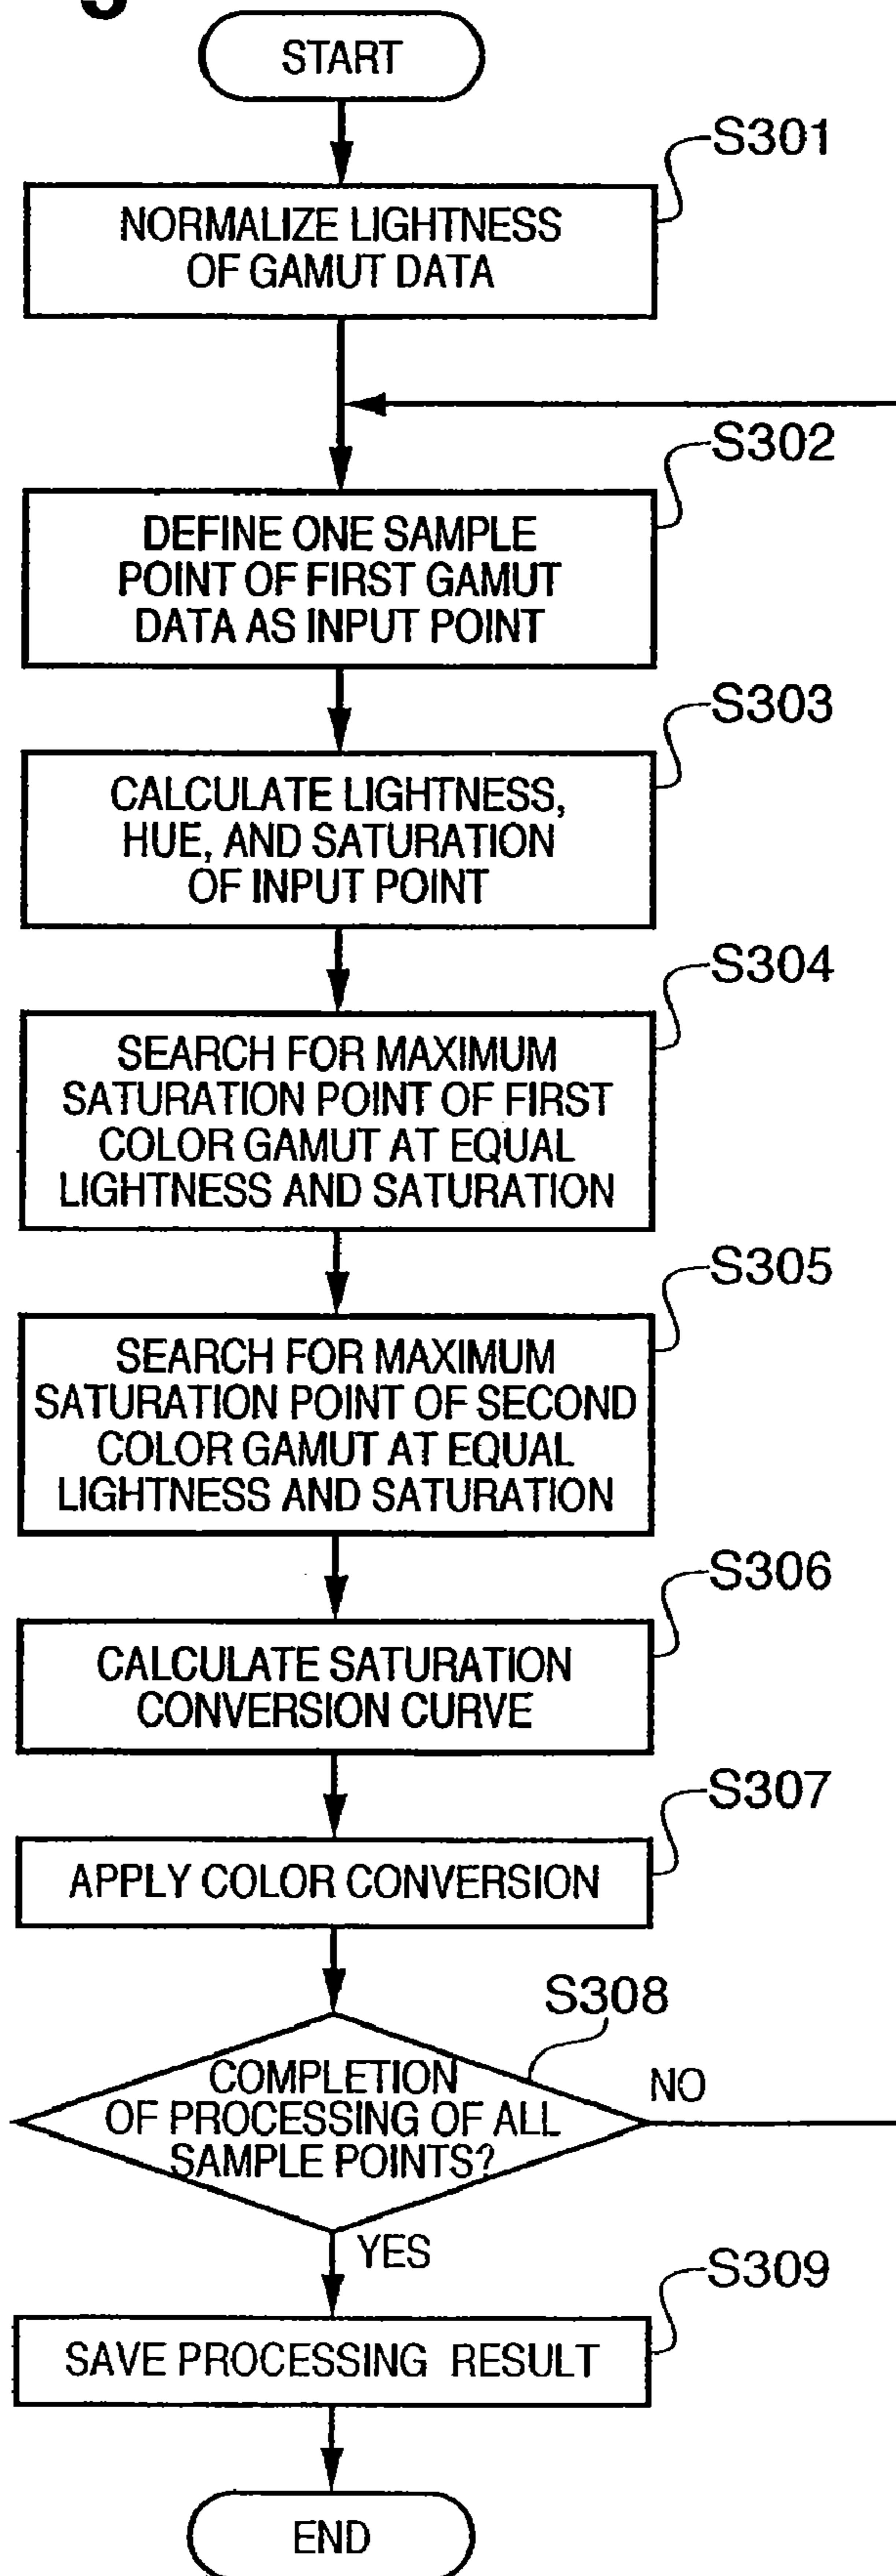 START
S301
NORMALIZE LIGHTNESS
OF GAMUT DATA
S302
DEFINE ONE SAMPLE
POINT OF FIRST GAMUT
DATA AS INPUT POINT
S303
CALCULATE LIGHTNESS,
HUE, AND SATURATION
OF INPUT POINT
S304
SEARCH FOR MAXIMUM
SATURATION POINT OF FIRST
COLOR GAMUT AT EQUAL
LIGHTNESS AND SATURATION
S305
SEARCH FOR MAXIMUM
SATURATION POINT OF SECOND
COLOR GAMUT AT EQUAL
LIGHTNESS AND SATURATION
S306
CALCULATE SATURATION
CONVERSION CURVE
S307
APPLY COLOR CONVERSION
S308
COMPLETION
OF PROCESSING OF ALL
SAMPLE POINTS?
NO
YES
S309
SAVE PROCESSING RESULT
END